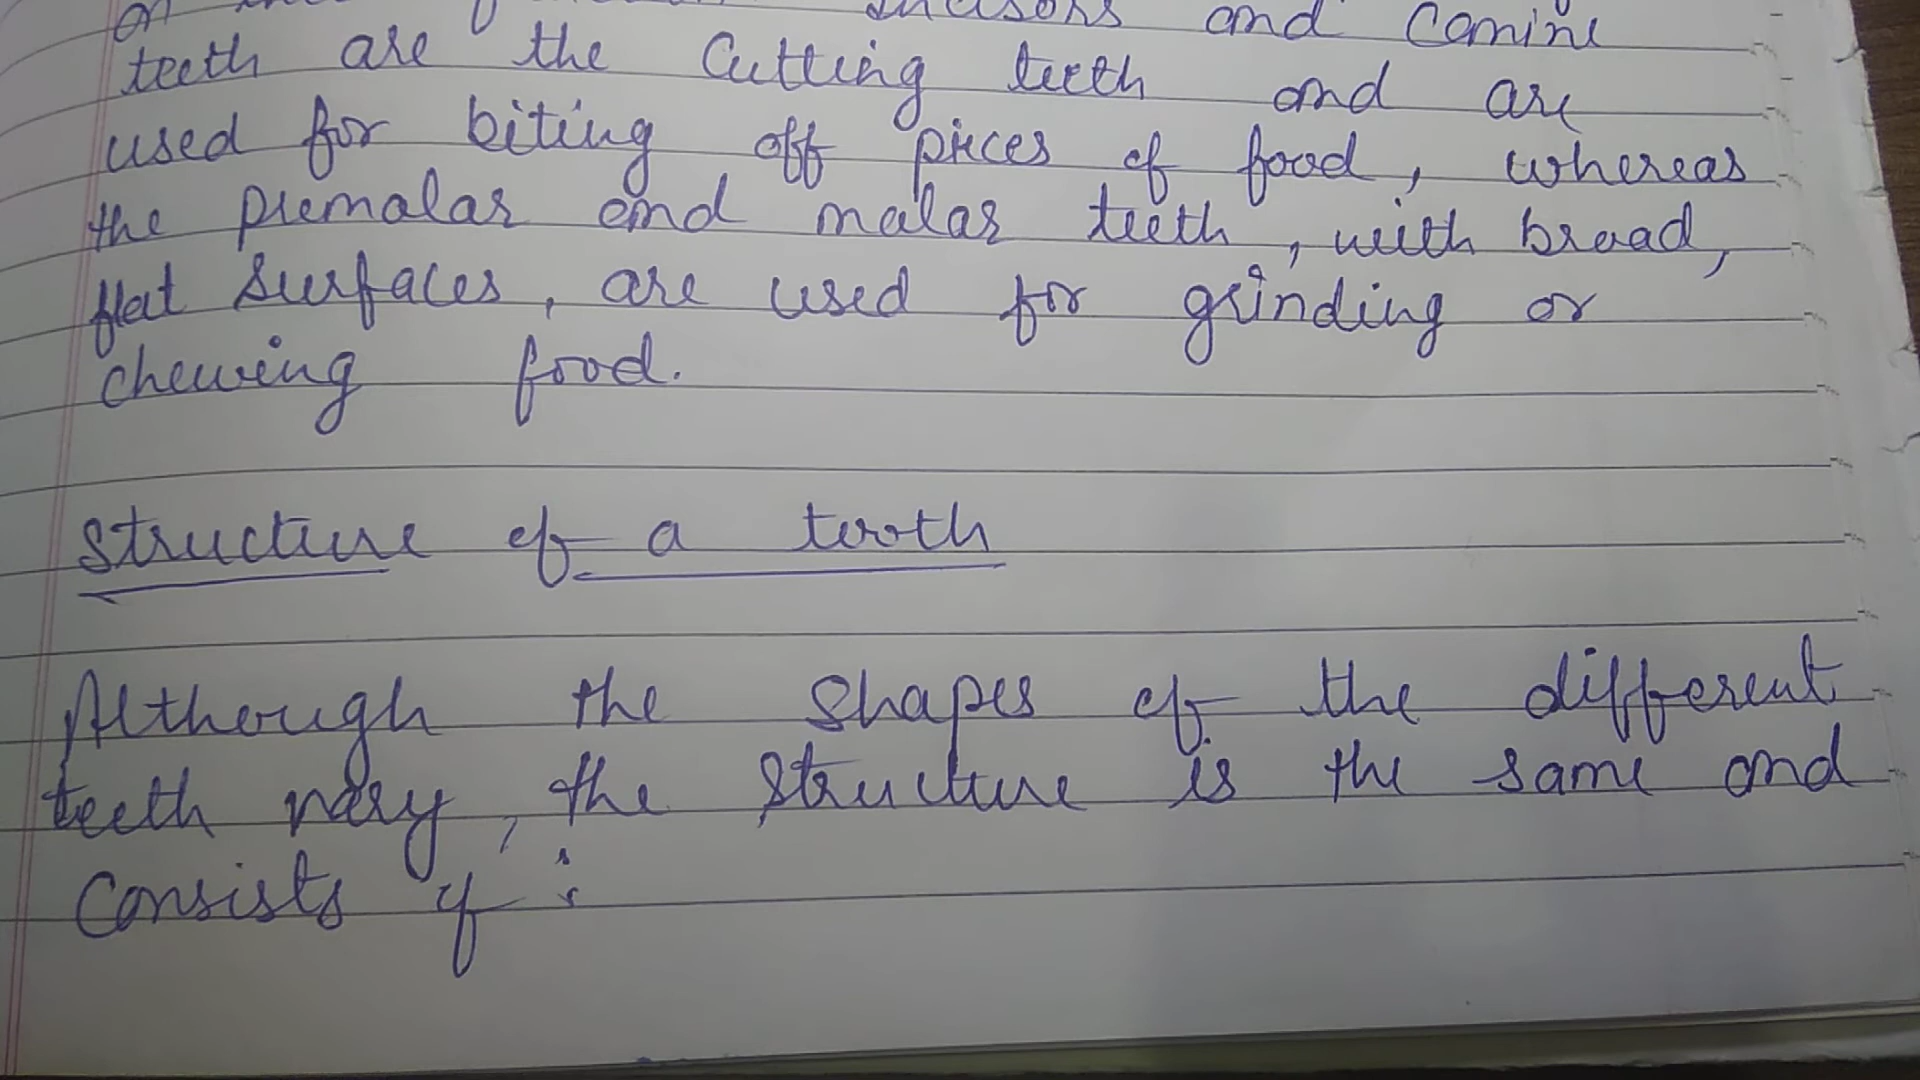 incisors and canine
teeth are the cutting teeth and are
used for biting off pieces of food, whereas
the premolar and molar teeth, with broad,
flat surfaces, are used for grinding or
chewing food.
structure of a tooth
Although the shapes of the different
teeth vary, the structure is the same and
consists of :